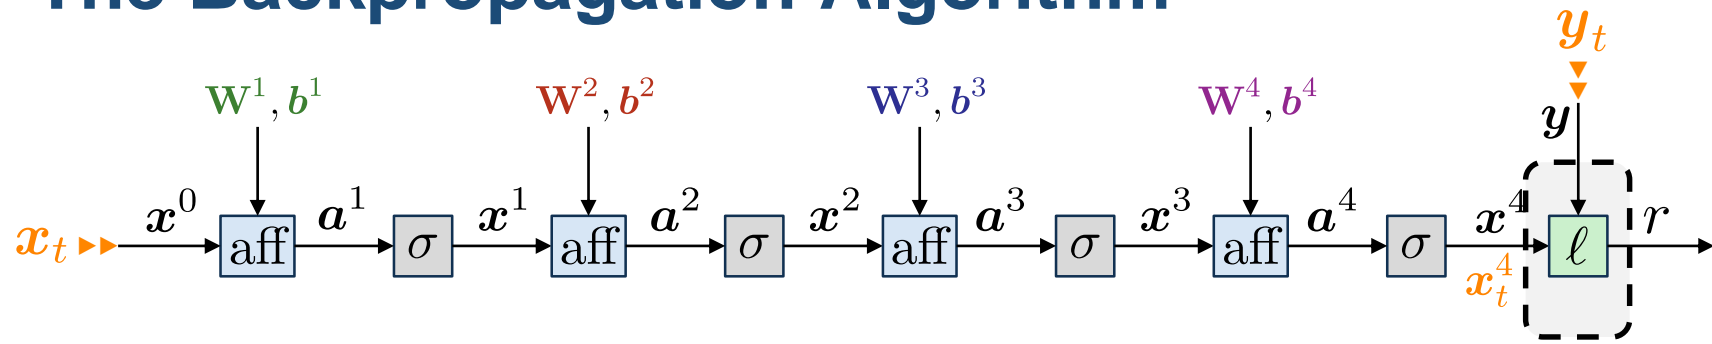 The Backpropagation Algorithm
y_t
W^1, b^1 W^2, b^2 W^3, b^3 W^4, b^4
y
x^0 a^1 x^1 a^2 x^2 a^3 x^3 a^4 x^4 r
x_t aff σ aff σ aff σ aff σ ℓ
x_t^4